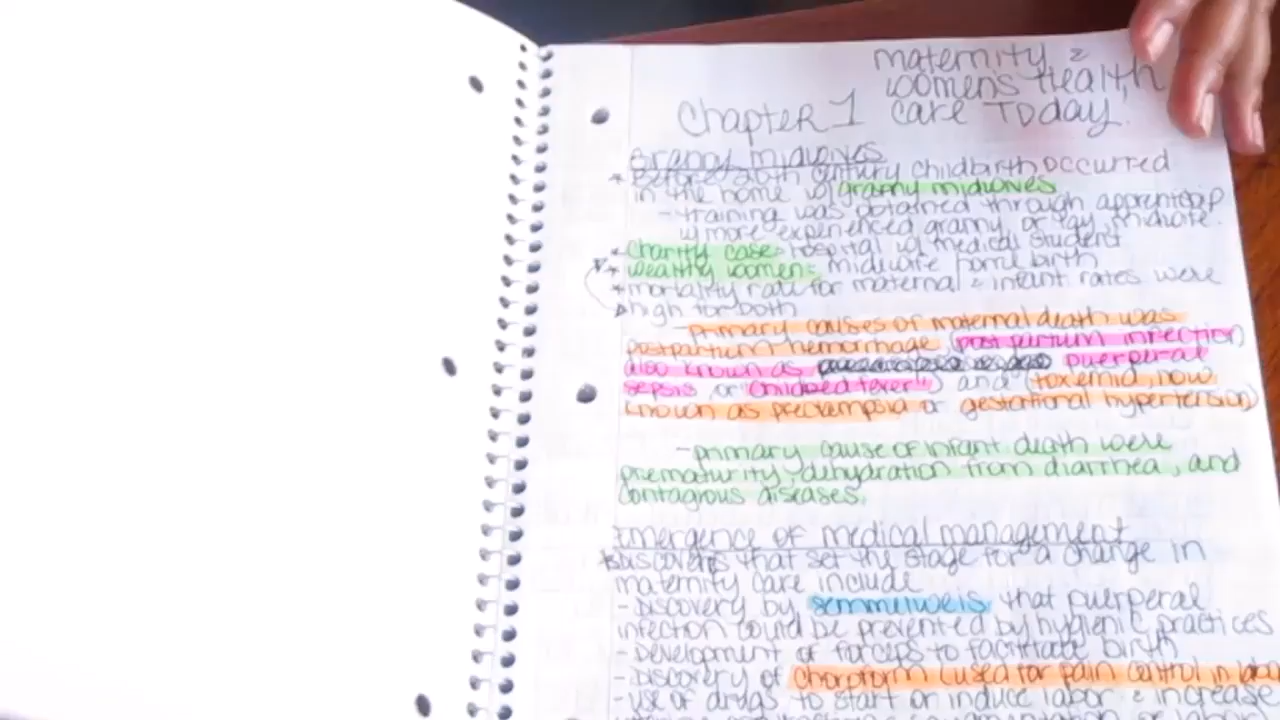 maternity &
womens Health
Chapter 1 care Today.
Granny midwives
* Before 20th century childbirth occurred
in the home w/ granny midwives
- training was obtained through apprenticeship
w/ more experienced granny or lay midwife.
* charity case= hospital w/ medical student
* wealthy women= midwife home birth
* mortality rate for maternal & infant rates were
high for both
- primary causes of maternal death was
postpartum hemorrhage (post partum infection
also known as puerperal
sepsis or "childbed fever") and (toxemia, now
known as preclampsia or gestational hypertension)
- primary cause of infant death were
prematurity, dehydration from diarrhea, and
contagious diseases.
Emergence of medical management
* Discoveries that set the stage for a change in
maternity care include
- Discovery by semmelweis that puerperal
infection could be prevented by hygienic practices
- Development of forceps to facilitate birth
- Discovery of chloroform (used for pain control in labo
- use of drugs to start or induce labor & increase